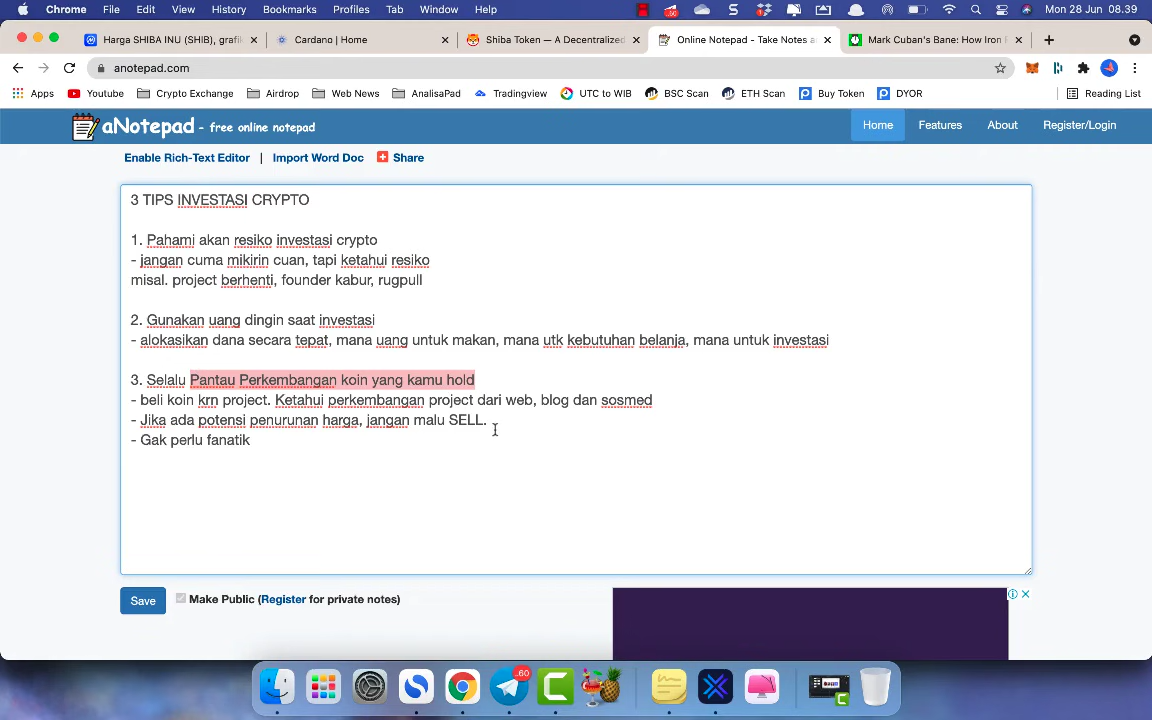 Chrome File Edit View History Bookmarks Profiles Tab Window Help Mon 28 Jun 08.39
Harga SHIBA INU (SHIB), grafi Cardano | Home Shiba Token — A Decentralized Online Notepad - Take Notes a Mark Cuban's Bane: How Iron F
anotepad.com
Apps Youtube Crypto Exchange Airdrop Web News AnalisaPad Tradingview UTC to WIB BSC Scan ETH Scan Buy Token DYOR Reading List
aNotepad - free online notepad Home Features About Register/Login
Enable Rich-Text Editor | Import Word Doc Share
3 TIPS INVESTASI CRYPTO
1. Pahami akan resiko investasi crypto
- jangan cuma mikirin cuan, tapi ketahui resiko
misal. project berhenti, founder kabur, rugpull
2. Gunakan uang dingin saat investasi
- alokasikan dana secara tepat, mana uang untuk makan, mana utk kebutuhan belanja, mana untuk investasi
3. Selalu Pantau Perkembangan koin yang kamu hold
- beli koin krn project. Ketahui perkembangan project dari web, blog dan sosmed
- Jika ada potensi penurunan harga, jangan malu SELL.
- Gak perlu fanatik
Save Make Public (Register for private notes)